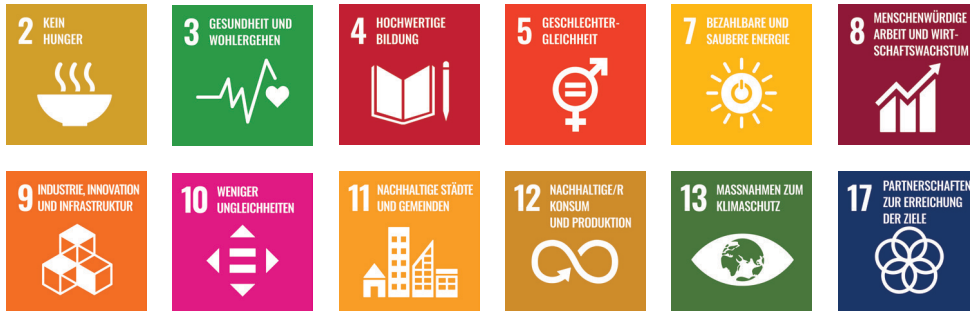 2 KEIN
HUNGER
3 GESUNDHEIT UND
WOHLERGEHEN
4 HOCHWERTIGE
BILDUNG
5 GESCHLECHTER-
GLEICHHEIT
7 BEZAHLBARE UND
SAUBERE ENERGIE
8 MENSCHENWÜRDIGE
ARBEIT UND WIRT-
SCHAFTSWACHSTUM
9 INDUSTRIE, INNOVATION
UND INFRASTRUKTUR
10 WENIGER
UNGLEICHHEITEN
11 NACHHALTIGE STÄDTE
UND GEMEINDEN
12 NACHHALTIGE/R
KONSUM
UND PRODUKTION
13 MASSNAHMEN ZUM
KLIMASCHUTZ
17 PARTNERSCHAFTEN
ZUR ERREICHUNG
DER ZIELE